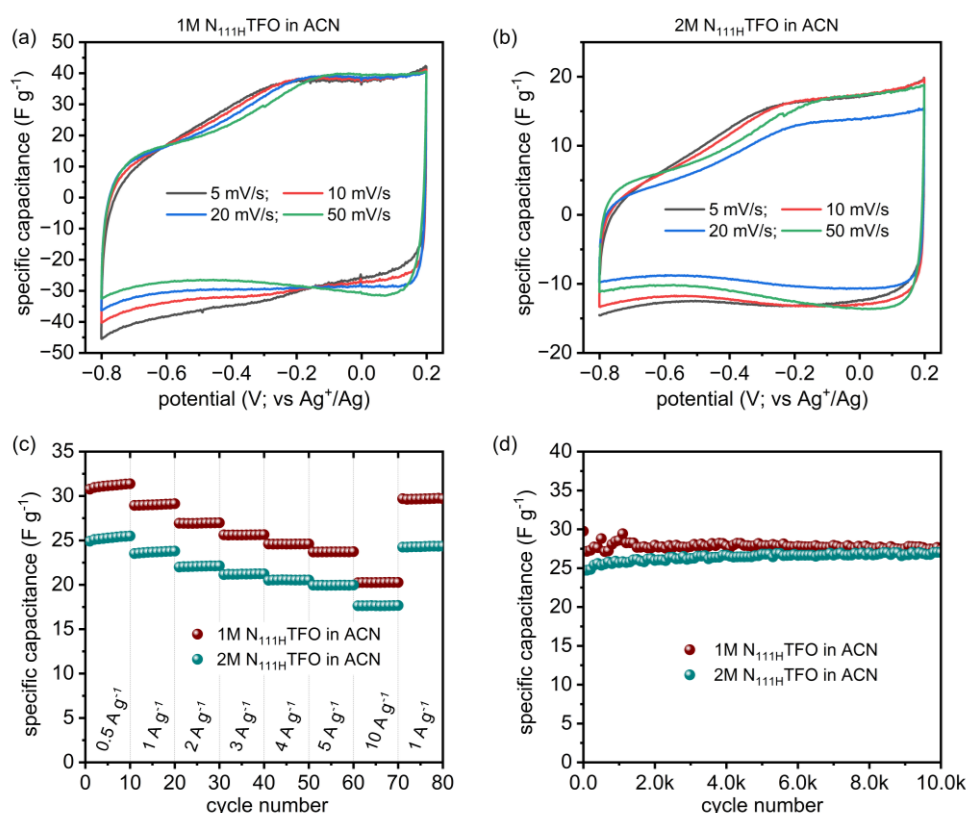 (a)
1M N₁₁₁HTFO in ACN
specific capacitance (F g⁻¹)
50
40
30
20
10
0
−10
−20
−30
−40
−50
5 mV/s; 10 mV/s
20 mV/s; 50 mV/s
−0.8 −0.6 −0.4 −0.2 0.0 0.2
potential (V; vs Ag⁺/Ag)
(b)
2M N₁₁₁HTFO in ACN
specific capacitance (F g⁻¹)
20
10
0
−10
−20
5 mV/s; 10 mV/s
20 mV/s; 50 mV/s
−0.8 −0.6 −0.4 −0.2 0.0 0.2
potential (V; vs Ag⁺/Ag)
(c)
specific capacitance (F g⁻¹)
35
30
25
20
15
10
5
0
1M N₁₁₁HTFO in ACN
2M N₁₁₁HTFO in ACN
0.5 A g⁻¹ 1 A g⁻¹ 2 A g⁻¹ 3 A g⁻¹ 4 A g⁻¹ 5 A g⁻¹ 10 A g⁻¹ 1 A g⁻¹
0 10 20 30 40 50 60 70 80
cycle number
(d)
specific capacitance (F g⁻¹)
40
35
30
25
20
15
10
5
0
1M N₁₁₁HTFO in ACN
2M N₁₁₁HTFO in ACN
0.0 2.0k 4.0k 6.0k 8.0k 10.0k
cycle number